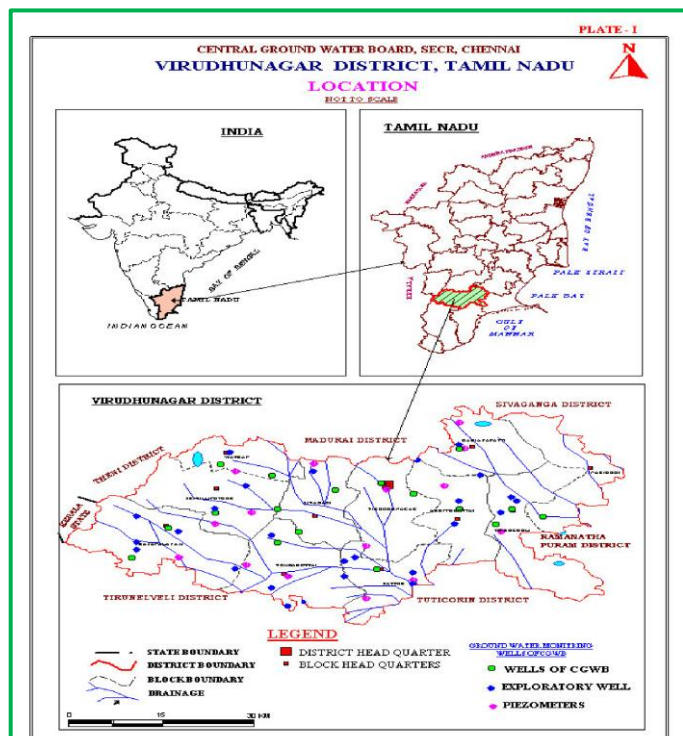 PLATE - I
CENTRAL GROUND WATER BOARD, SECR, CHENNAI
VIRUDHUNAGAR DISTRICT, TAMIL NADU
LOCATION
NOT TO SCALE
N
INDIA
BAY OF BENGAL
TAMIL NADU
INDIAN OCEAN
TAMIL NADU
ANDHRA PRADESH
BAY OF BENGAL
PALK STRAIT
PALK BAY
GULF
OF
MANNAR
VIRUDHUNAGAR DISTRICT
SIVAGANGA DISTRICT
MADURAI DISTRICT
THENI DISTRICT
KERALA
STATE
RAMANATHA
PURAM DISTRICT
TIRUNELVELI DISTRICT
TUTICORIN DISTRICT
LEGEND
STATE BOUNDARY
DISTRICT BOUNDARY
BLOCK BOUNDARY
DRAINAGE
DISTRICT HEAD QUARTER
BLOCK HEAD QUARTERS
GROUND WATER MONITORING
WELLS OF CGWB
WELLS OF CGWB
EXPLORATORY WELL
PIEZOMETERS
0 15 30 KM